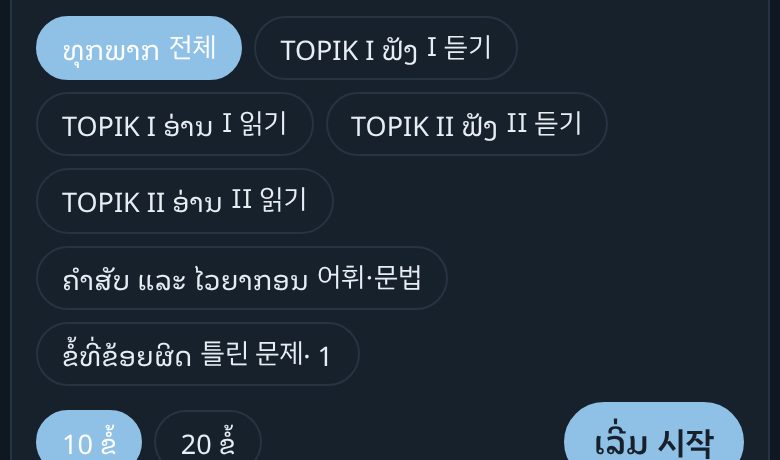 ທຸກພາກ 전체 TOPIK I ຟັງ I 듣기
TOPIK I ອ່ານ I 읽기 TOPIK II ຟັງ II 듣기
TOPIK II ອ່ານ II 읽기
ຄຳສັບ ແລະ ໄວຍາກອນ 어휘·문법
ຂໍ້ທີ່ຂ້ອຍຜິດ 틀린 문제· 1
10 ຂໍ້ 20 ຂໍ້ ເລີ່ມ 시작